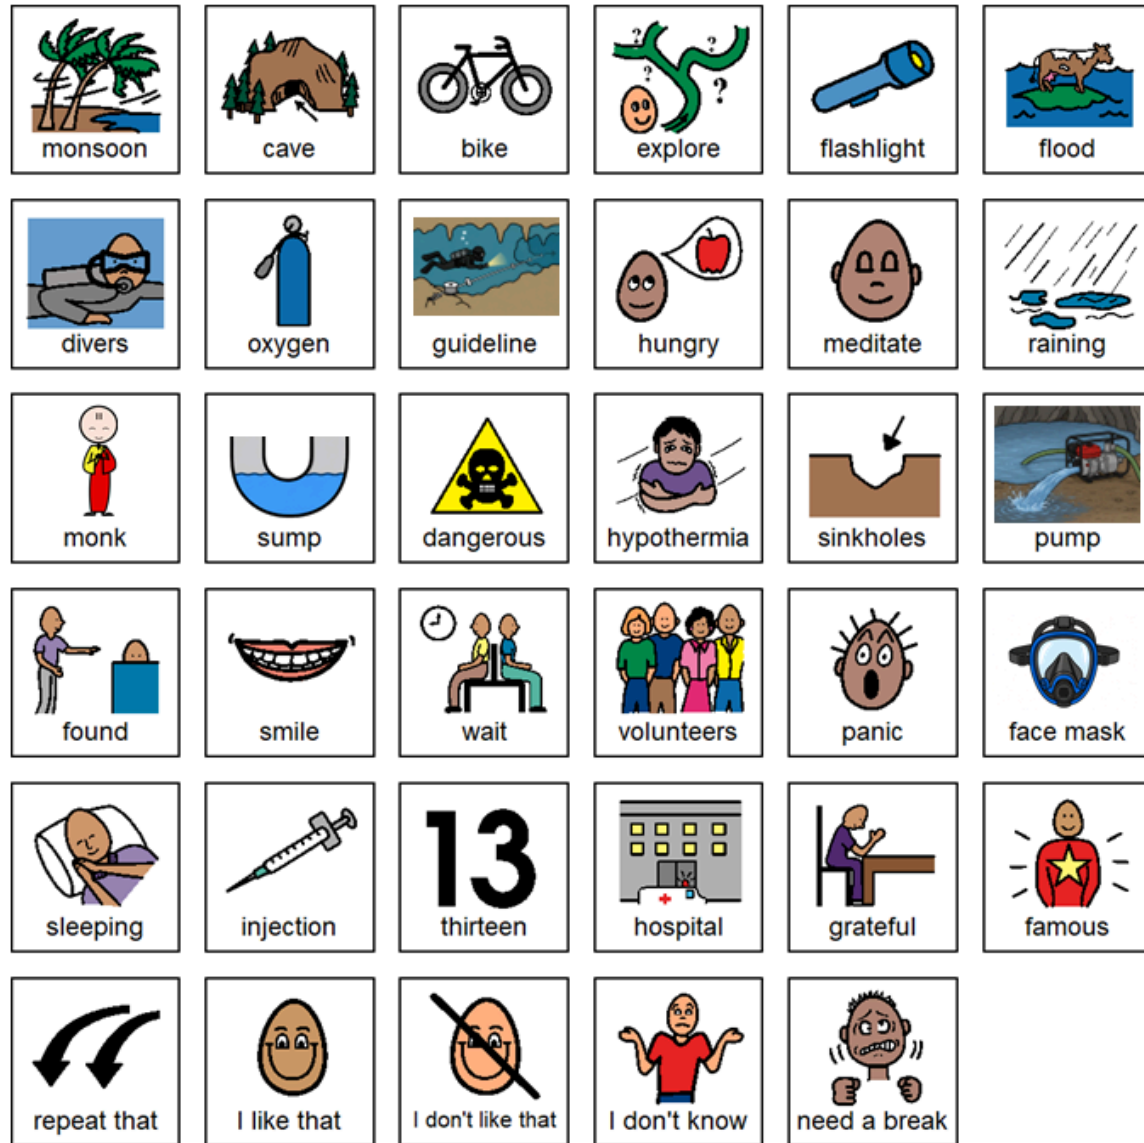 monsoon
cave
bike
? ? ? ?
explore
flashlight
flood
divers
oxygen
guideline
hungry
meditate
raining
monk
sump
dangerous
hypothermia
sinkholes
pump
found
smile
wait
volunteers
panic
face mask
sleeping
injection
13
thirteen
hospital
grateful
famous
repeat that
I like that
I don't like that
I don't know
need a break